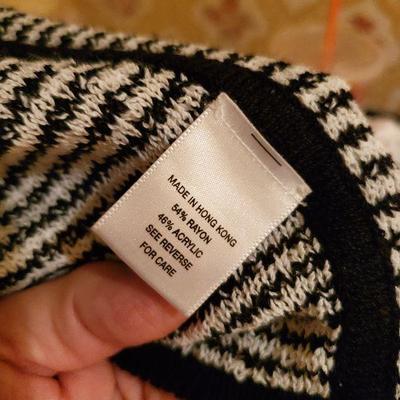 MADE IN HONG KONG
54% RAYON
46% ACRYLIC
SEE REVERSE
FOR CARE